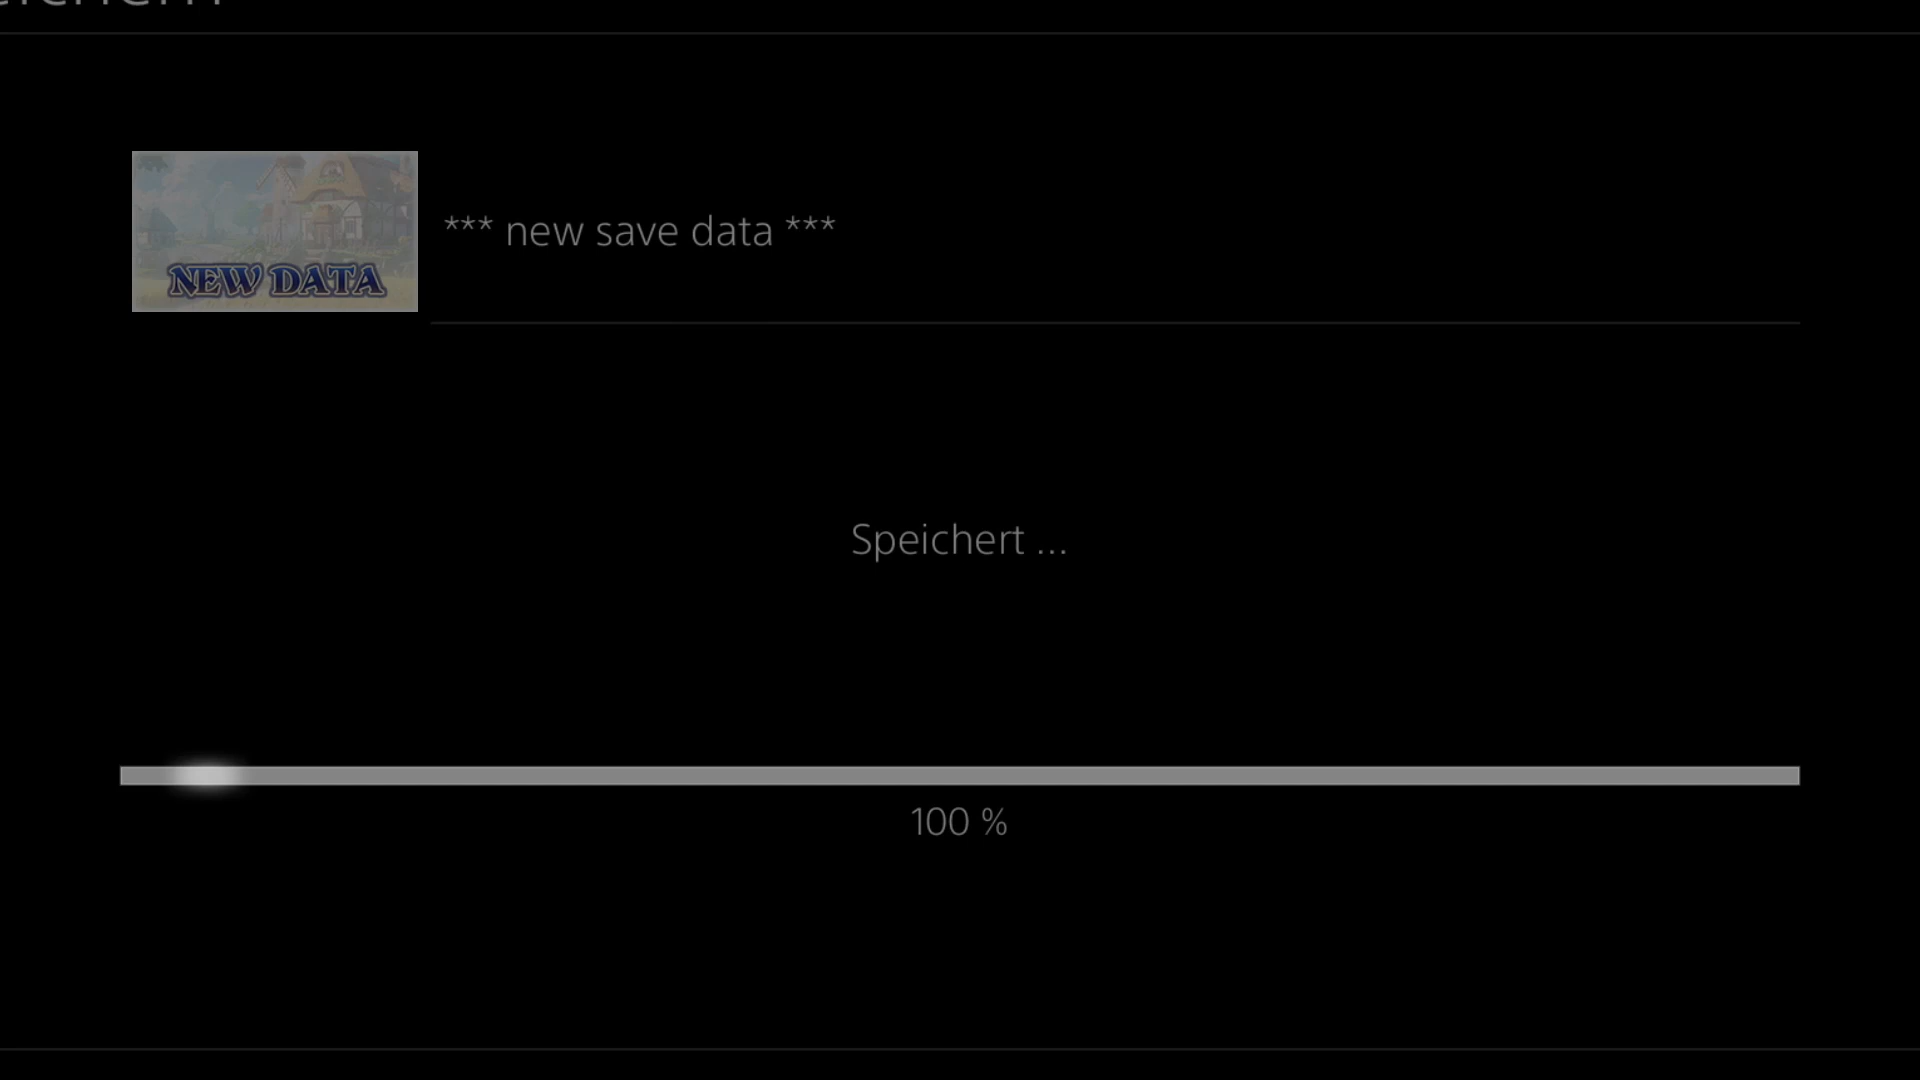 NEW DATA
*** new save data ***
Speichert ...
100 %